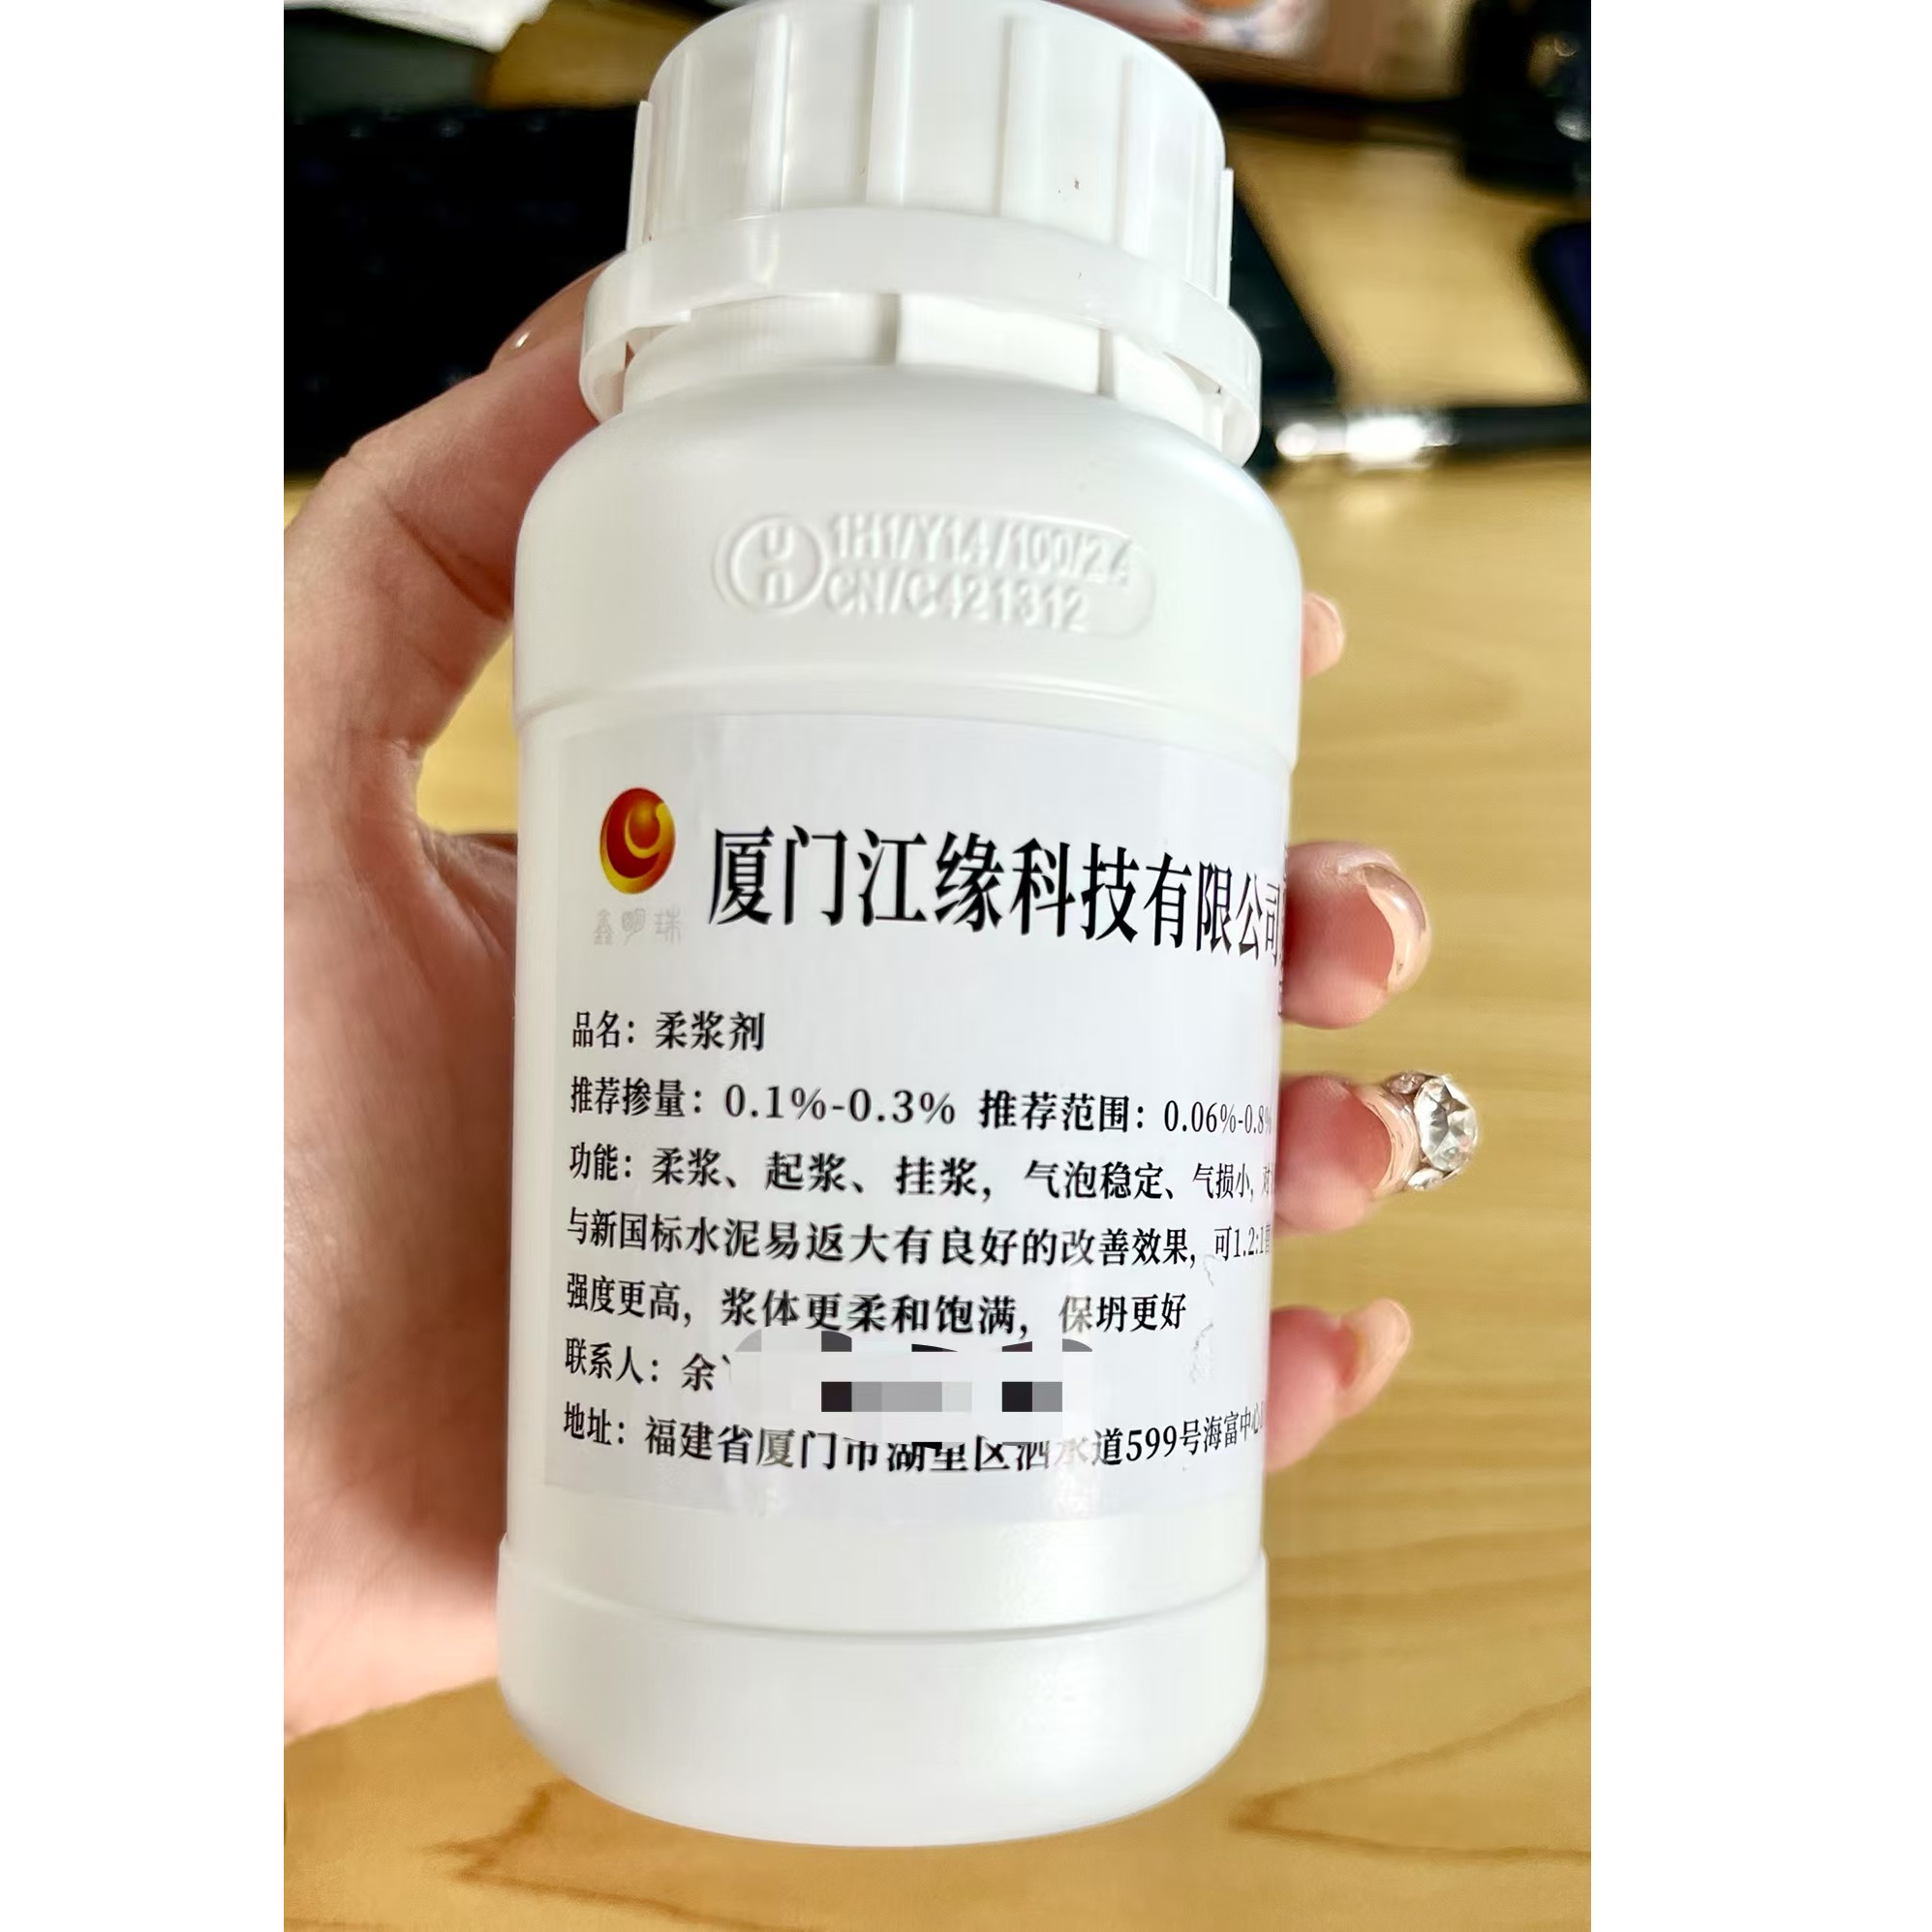 UN 1H1/Y1.4/100/2.4
CN/C421312
厦门江缘科技有限公司
鑫明珠
品名：柔浆剂
推荐掺量：0.1%-0.3% 推荐范围：0.06%-0.8%
功能：柔浆、起浆、挂浆，气泡稳定、气损小，对
与新国标水泥易返大有良好的改善效果，可1.2:1
强度更高，浆体更柔和饱满，保坍更好
联系人：余
地址：福建省厦门市湖里区泗水道599号海富中心